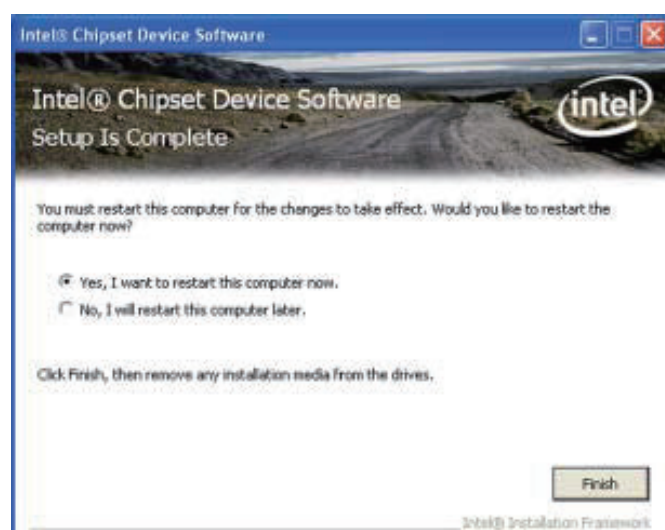 Intel® Chipset Device Software
Intel® Chipset Device Software
intel
Setup Is Complete
You must restart this computer for the changes to take effect. Would you like to restart the
computer now?
Yes, I want to restart this computer now.
No, I will restart this computer later.
Click Finish, then remove any installation media from the drives.
Finish
Intel® Installation Framework